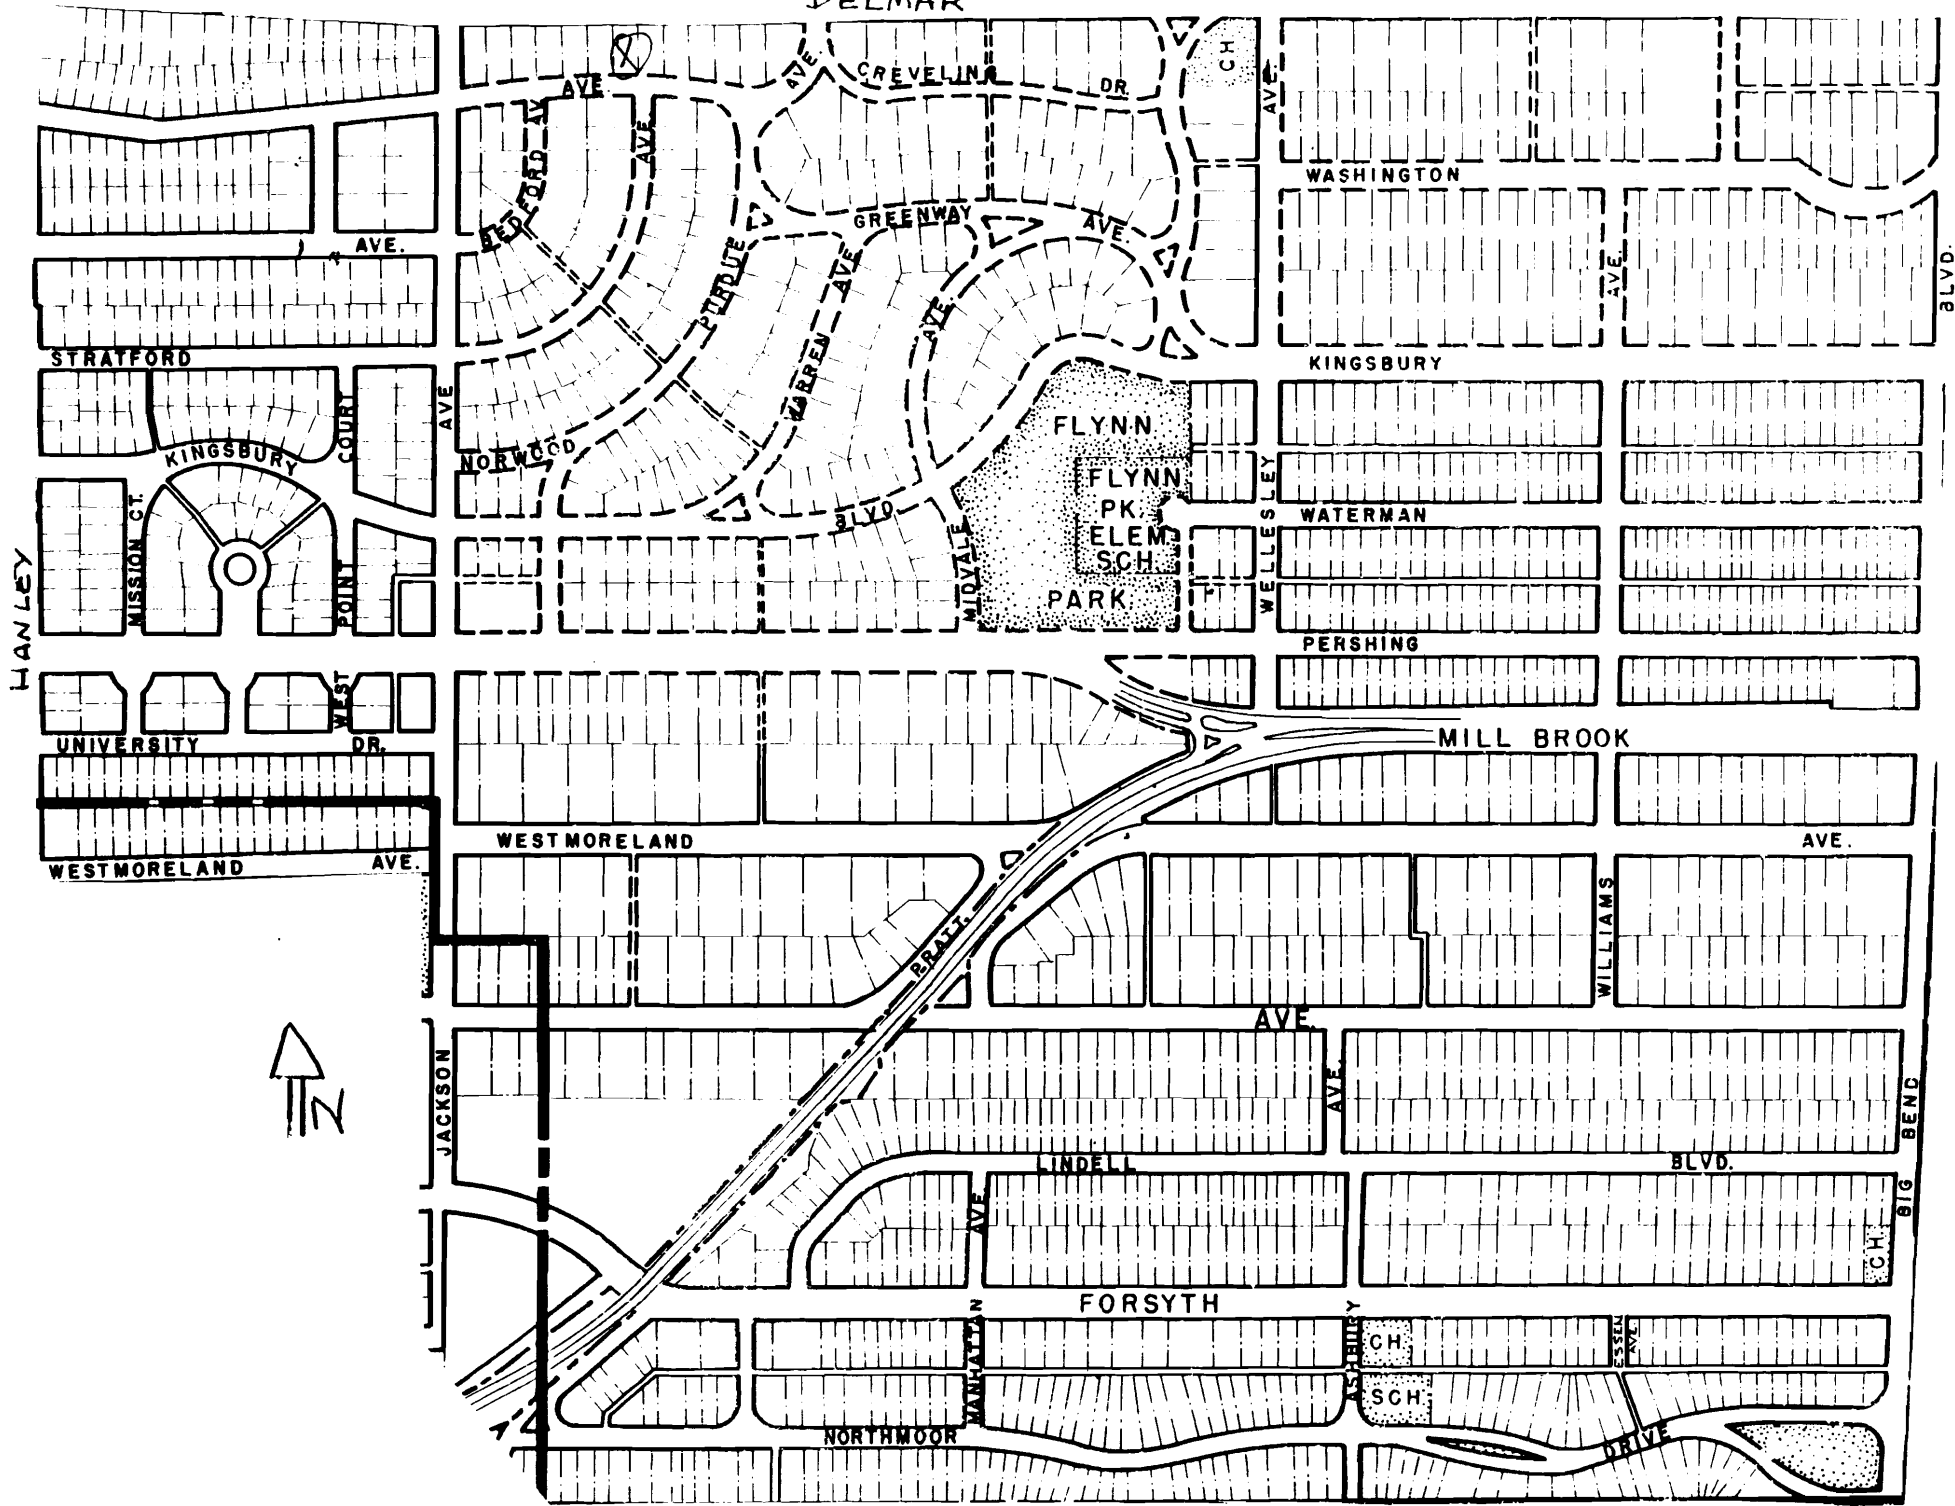 DELMAR
X
CREVELING
DR.
AVE.
CH
AVE.
AVE
BEDFORD AV.
AVE.
WASHINGTON
GREENWAY
AVE.
AVE.
PURDUE
AVE
AVE.
AVE.
BLVD.
STRATFORD
KINGSBURY
WARREN
COURT
AVE
FLYNN
KINGSBURY
NORWOOD
FLYNN
PK.
ELEM
SCH.
PARK
WELLESLEY
WATERMAN
BLVD.
MIDVALE
MISSION CT.
POINT
HANLEY
PERSHING
WEST
UNIVERSITY
DR.
MILL BROOK
WESTMORELAND
AVE.
WESTMORELAND
AVE.
PRATT.
WILLIAMS
AVE.
N
JACKSON
AVE.
BIG BEND
LINDELL
BLVD.
AVE.
CH.
FORSYTH
MANHATTAN
ASHBURY
CH.
ESSEN
AVE.
SCH.
NORTHMOOR
DRIVE